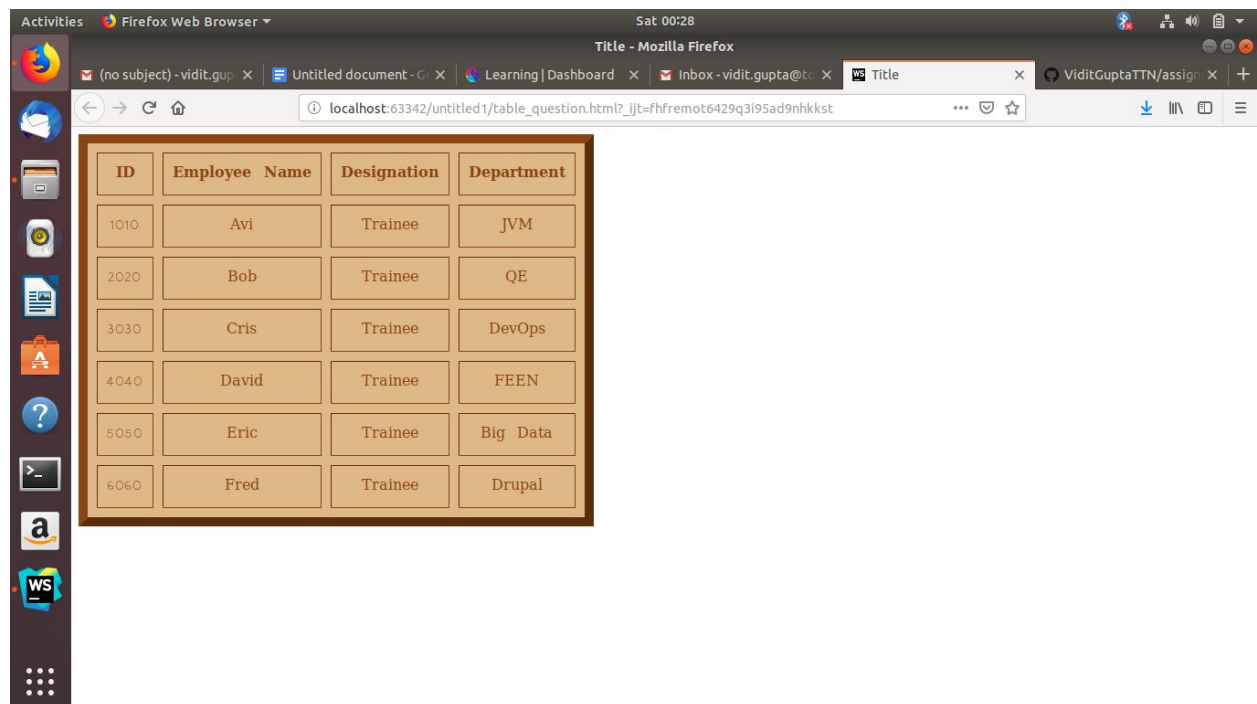 Activities Firefox Web Browser Sat 00:28
Title - Mozilla Firefox
(no subject) - vidit.gup Untitled document - G Learning | Dashboard Inbox - vidit.gupta@to WS Title ViditGuptaTTN/assign
localhost:63342/untitled1/table_question.html?_ijt=fhfremot6429q3i95ad9nhkkst
ID Employee Name Designation Department
1010 Avi Trainee JVM
2020 Bob Trainee QE
3030 Cris Trainee DevOps
4040 David Trainee FEEN
5050 Eric Trainee Big Data
6060 Fred Trainee Drupal
A
?
>_
a
WS